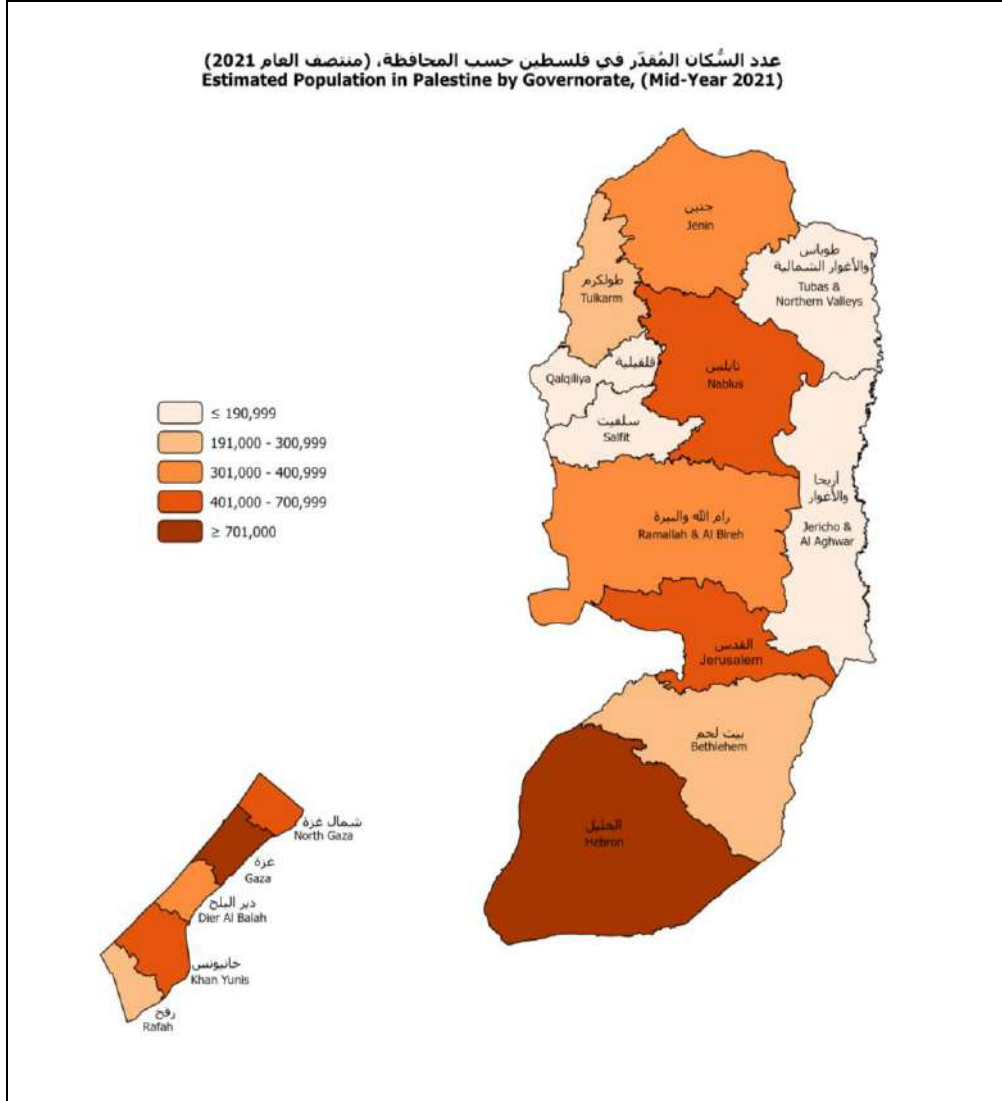 عدد السُّكان المُقدّر في فلسطين حسب المحافظة، (منتصف العام 2021)
Estimated Population in Palestine by Governorate, (Mid-Year 2021)
جنين
Jenin
طوباس
والأغوار الشمالية
Tubas &
Northern Valleys
طولكرم
Tulkarm
قلقيلية
Qalqiliya
نابلس
Nablus
سلفيت
Salfit
≤ 190,999
191,000 - 300,999
301,000 - 400,999
401,000 - 700,999
≥ 701,000
أريحا
والأغوار
Jericho &
Al Aghwar
رام الله والبيرة
Ramallah & Al Bireh
القدس
Jerusalem
بيت لحم
Bethlehem
الخليل
Hebron
شمال غزة
North Gaza
غزة
Gaza
دير البلح
Dier Al Balah
خانيونس
Khan Yunis
رفح
Rafah